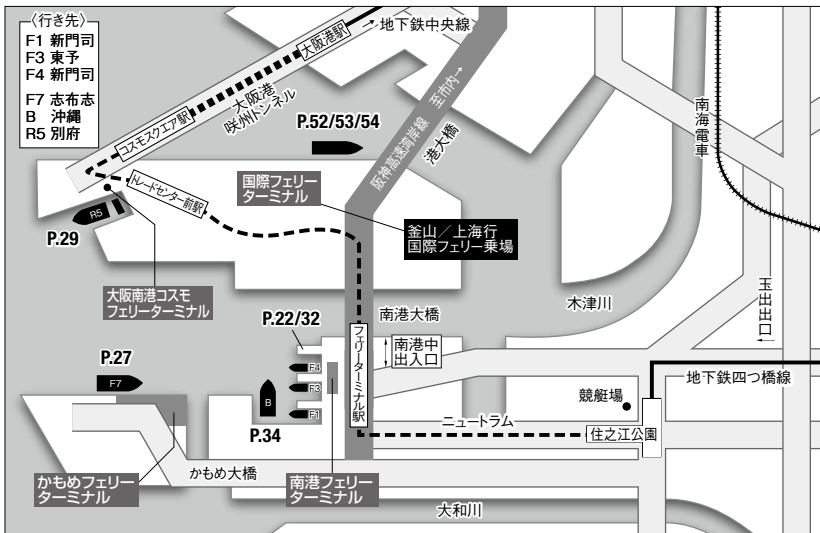 〈行き先〉
F1 新門司
F3 東予
F4 新門司
F7 志布志
B 沖縄
R5 別府
→ 地下鉄中央線
大阪港駅
大阪港
咲州トンネル
コスモスクエア駅
P.52/53/54
至市内→
阪神高速湾岸線
港大橋
南海電車
トレードセンター前駅
国際フェリー
ターミナル
R5
P.29
釜山／上海行
国際フェリー乗場
大阪南港コスモ
フェリーターミナル
木津川
玉出出口
←
P.22/32
南港大橋
フェリーターミナル駅
南港中
出入口
P.27
F7
F4
F3
F1
B
P.34
地下鉄四つ橋線
競艇場
ニュートラム
住之江公園
かもめ大橋
かもめフェリー
ターミナル
南港フェリー
ターミナル
大和川